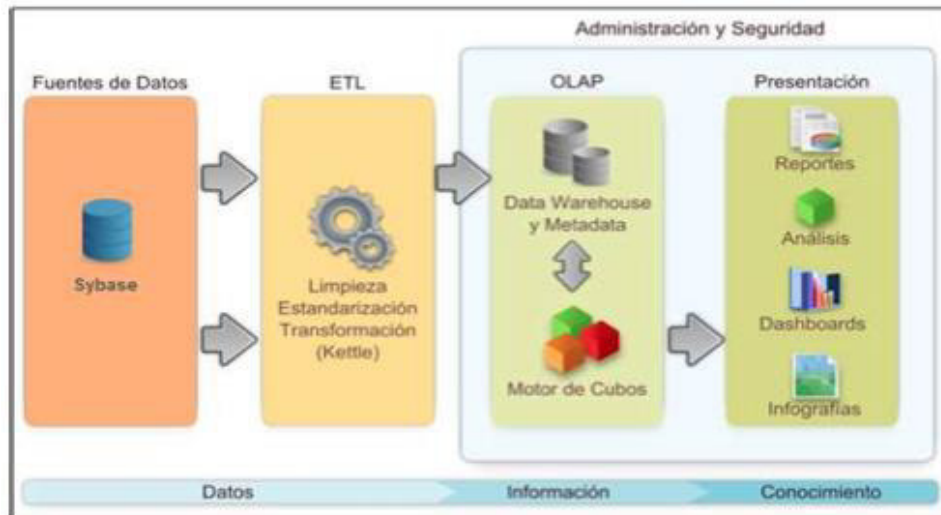 Administración y Seguridad
Fuentes de Datos
ETL
OLAP
Presentación
Sybase
Limpieza
Estandarización
Transformación
(Kettle)
Data Warehouse
y Metadata
Motor de Cubos
Reportes
Análisis
Dashboards
Infografías
Datos
Información
Conocimiento